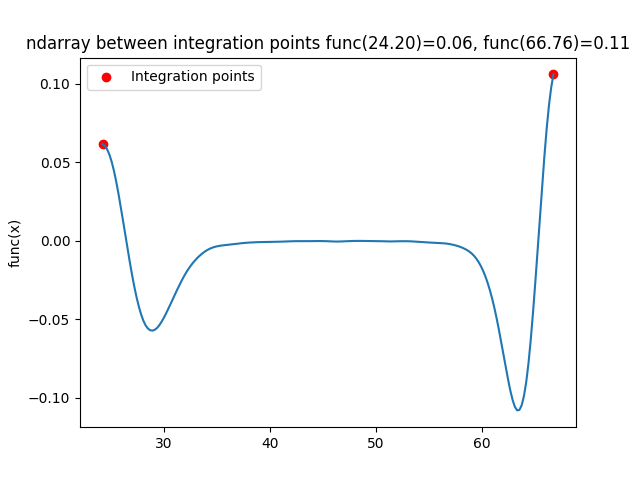 ndarray between integration points func(24.20)=0.06, func(66.76)=0.11
Integration points
0.10
0.05
0.00
−0.05
−0.10
func(x)
30 40 50 60